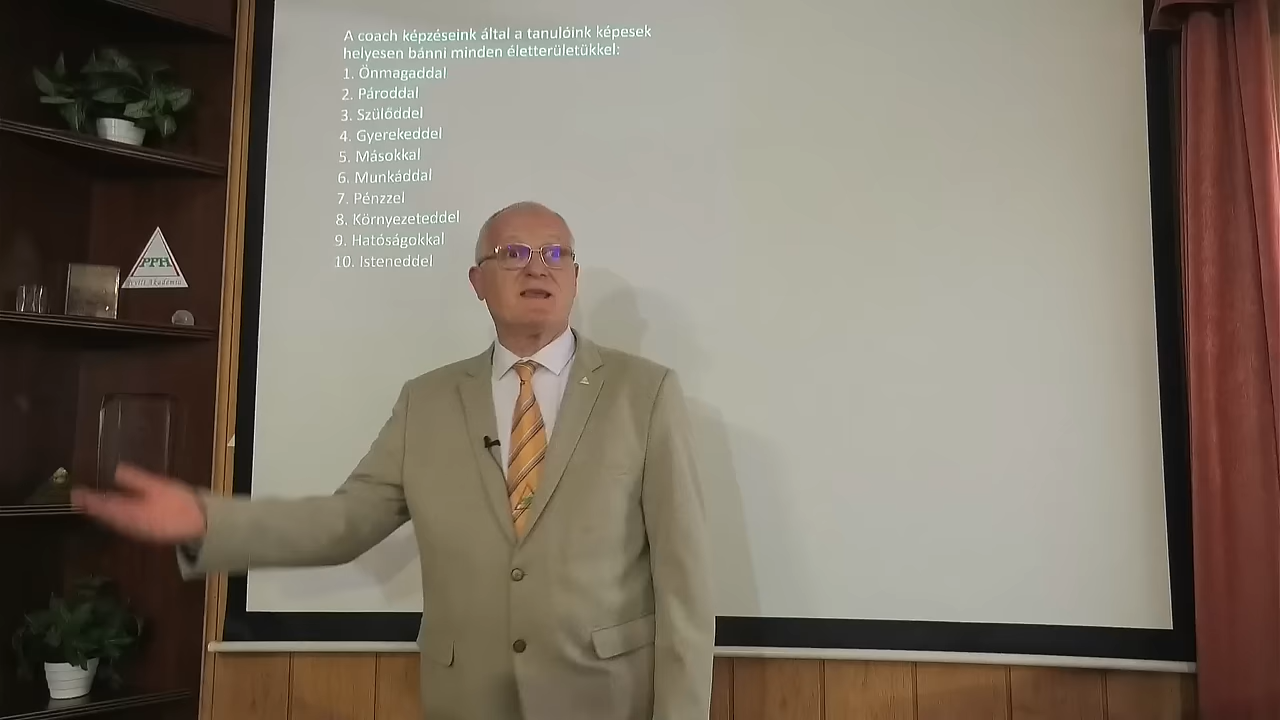 A coach képzéseink által a tanulóink képesek
helyesen bánni minden életterületükkel:
1. Önmagaddal
2. Pároddal
3. Szülőddel
4. Gyerekeddel
5. Másokkal
6. Munkáddal
7. Pénzzel
8. Környezeteddel
9. Hatóságokkal
10. Isteneddel
PPH